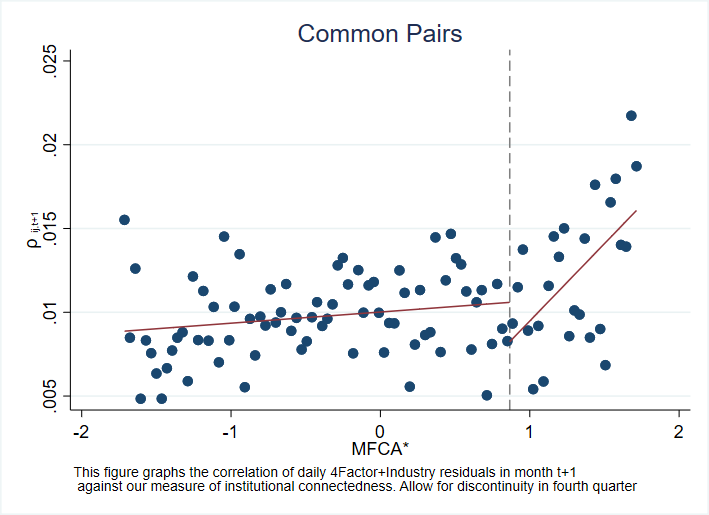 Common Pairs
.025
.02
.015
.01
.005
ρ ij,t+1
-2 -1 0 1 2
MFCA*
This figure graphs the correlation of daily 4Factor+Industry residuals in month t+1
against our measure of institutional connectedness. Allow for discontinuity in fourth quarter